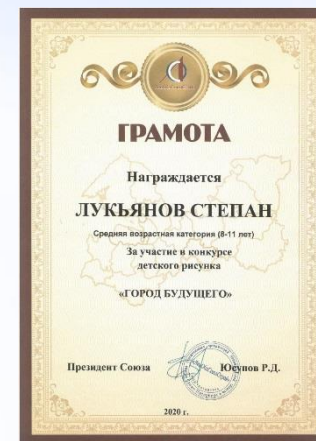 ГРАМОТА
Награждается
ЛУКЬЯНОВ СТЕПАН
Средняя возрастная категория (8-11 лет)
За участие в конкурсе
детского рисунка
«ГОРОД БУДУЩЕГО»
Президент Союза Юсупов Р.Д.
2020 г.